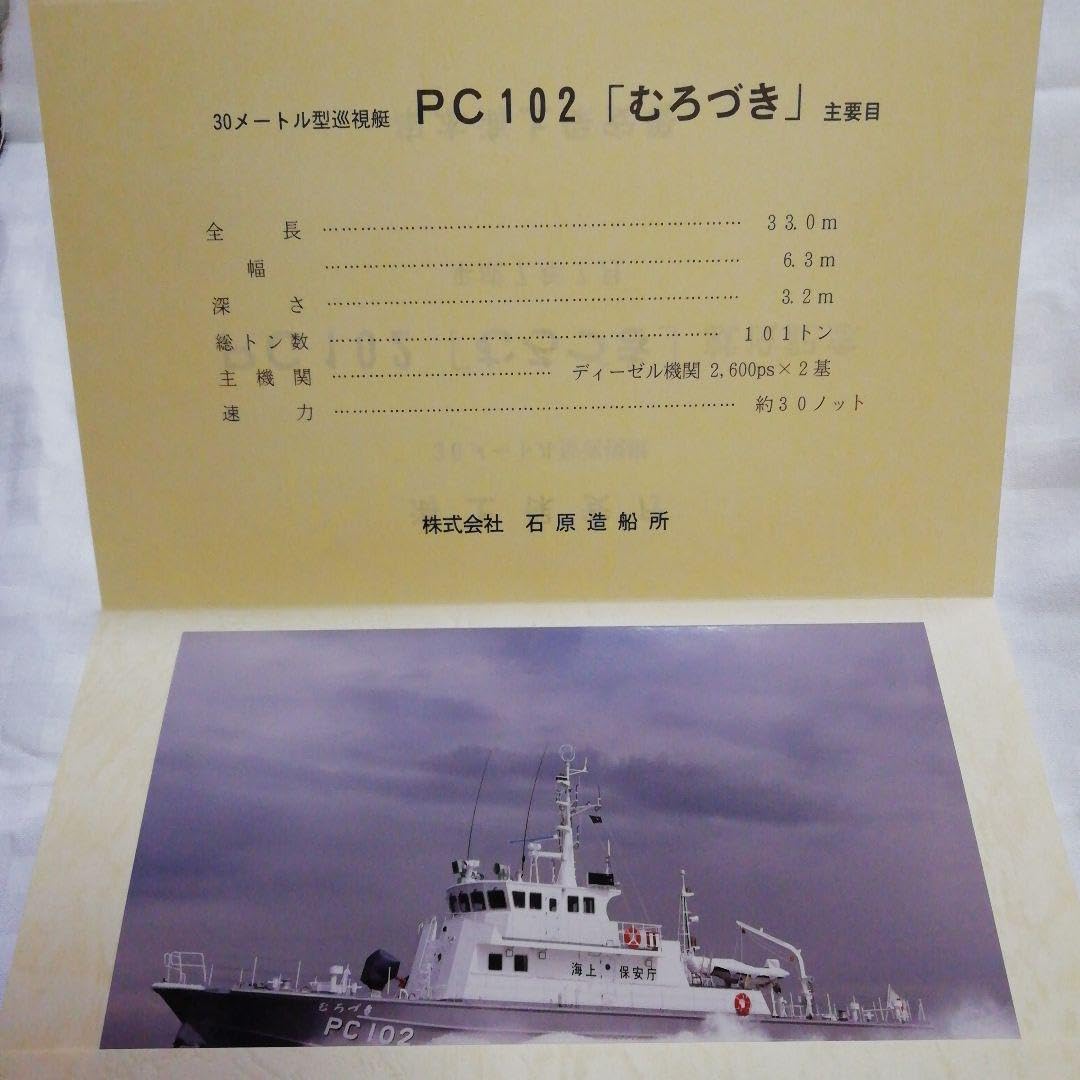 30メートル型巡視艇 PC102「むろづき」主要目
全長 …………………………………………………………… 33.0m
幅 …………………………………………………………… 6.3m
深さ …………………………………………………………… 3.2m
総トン数 ………………………………………………………… 101トン
主機関 ……………………………… ディーゼル機関 2,600ps×2基
速力 …………………………………………………………… 約30ノット
株式会社 石原造船所
海上保安庁
むろづき
PC102